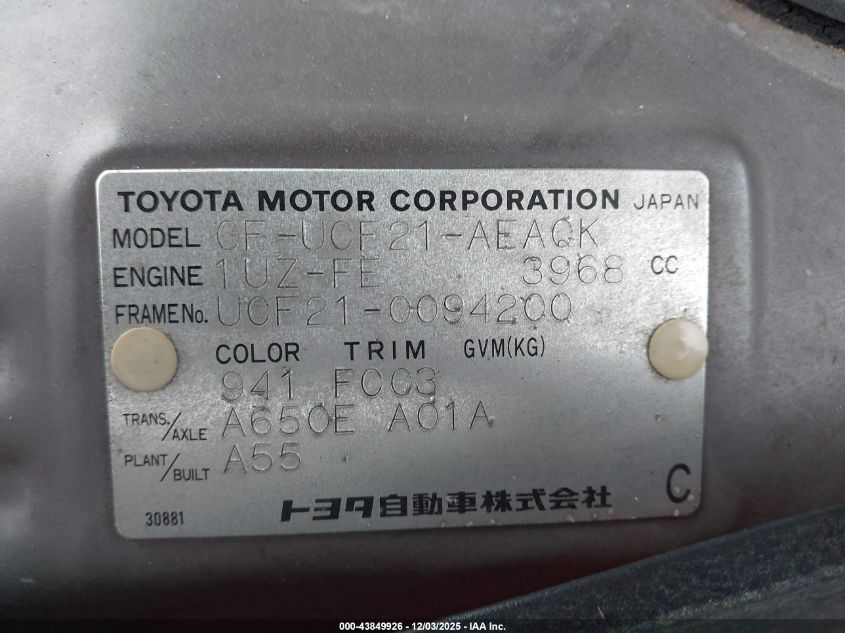 TOYOTA MOTOR CORPORATION JAPAN
MODEL GF-UCF21-AEAQK
ENGINE 1UZ-FE 3968 CC
FRAME No. UCF21-0094200
COLOR TRIM GVM(KG)
941 FC03
TRANS./AXLE A650E A01A
PLANT/BUILT A55
30881 トヨタ自動車株式会社 C
000-43849926 - 12/03/2025 - IAA Inc.